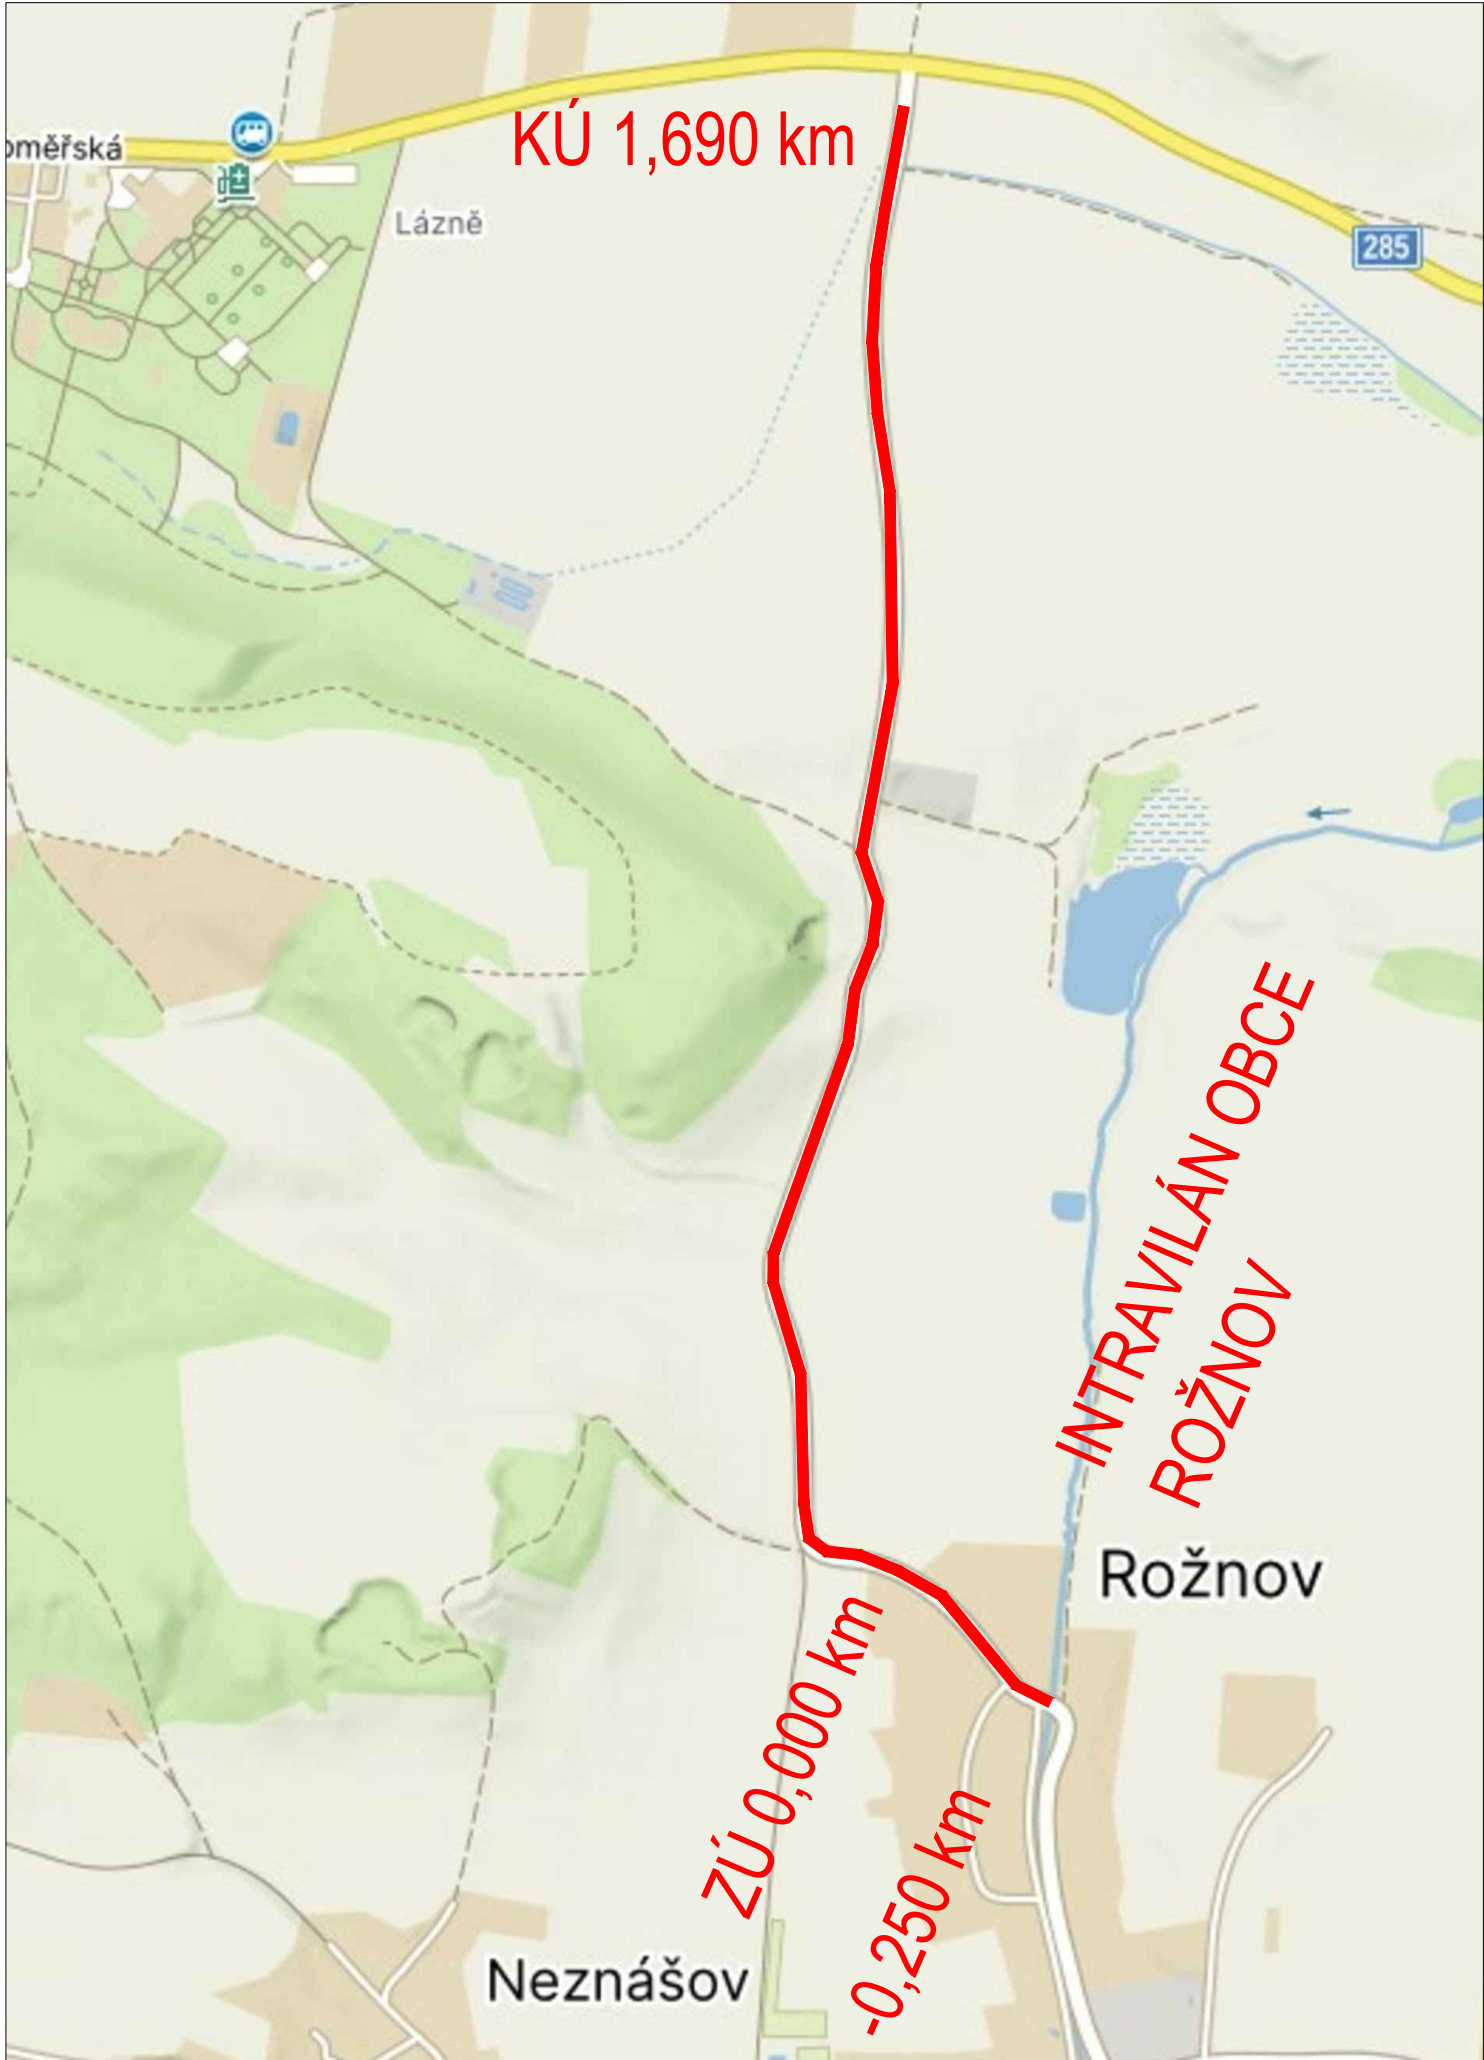 KÚ 1,690 km
oměřská
Lázně
285
INTRAVILÁN OBCE
ROŽNOV
Rožnov
ZÚ 0,000 km
-0,250 km
Neznášov